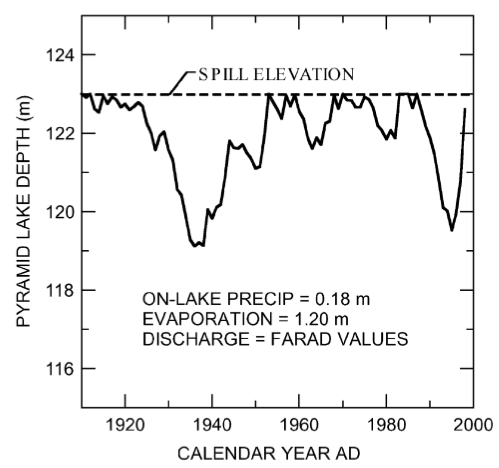 124
122
120
118
116
PYRAMID LAKE DEPTH (m)
SPILL ELEVATION
ON-LAKE PRECIP = 0.18 m
EVAPORATION = 1.20 m
DISCHARGE = FARAD VALUES
1920 1940 1960 1980 2000
CALENDAR YEAR AD